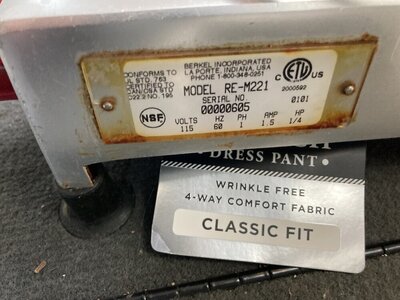 CONFORMS TO
UL STD. 763
CERTIFIED TO
CAN/CSA STD
C22.2 NO. 195
BERKEL INCORPORATED
LA PORTE, INDIANA, USA
PHONE 1-800-348-0251
C ETL US
2000592
MODEL RE-M221
SERIAL NO.
00000605
0101
NSF
VOLTS HZ PH AMP HP
115 60 1 1.5 1/4
DRESS PANT •
WRINKLE FREE
4-WAY COMFORT FABRIC
CLASSIC FIT